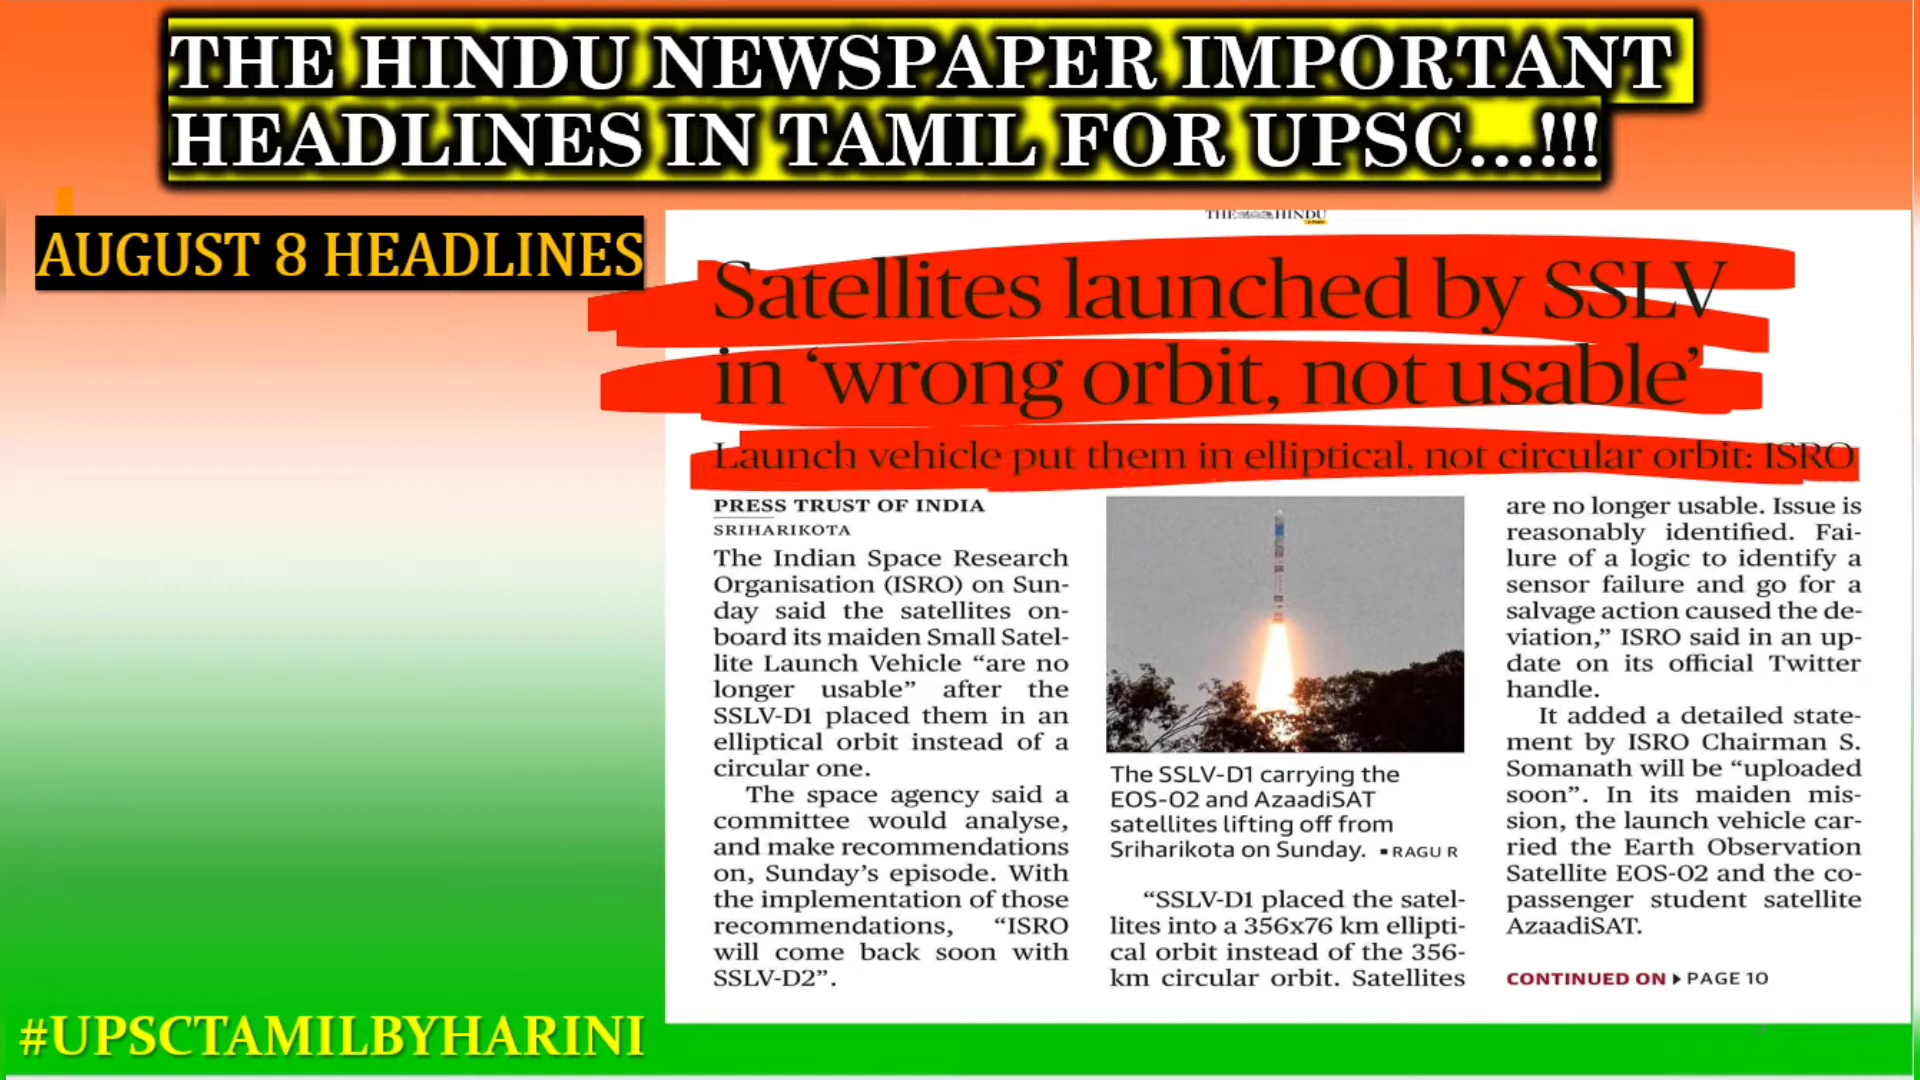 THE HINDU NEWSPAPER IMPORTANT
HEADLINES IN TAMIL FOR UPSC...!!!
AUGUST 8 HEADLINES
THE HINDU
Satellites launched by SSLV
in ‘wrong orbit, not usable’
Launch vehicle put them in elliptical, not circular orbit: ISRO
PRESS TRUST OF INDIA
SRIHARIKOTA
The Indian Space Research
Organisation (ISRO) on Sun-
day said the satellites on-
board its maiden Small Satel-
lite Launch Vehicle “are no
longer usable” after the
SSLV-D1 placed them in an
elliptical orbit instead of a
circular one.
The space agency said a
committee would analyse,
and make recommendations
on, Sunday’s episode. With
the implementation of those
recommendations, “ISRO
will come back soon with
SSLV-D2”.
The SSLV-D1 carrying the
EOS-02 and AzaadiSAT
satellites lifting off from
Sriharikota on Sunday. ▪ RAGU R
“SSLV-D1 placed the satel-
lites into a 356x76 km ellipti-
cal orbit instead of the 356-
km circular orbit. Satellites
are no longer usable. Issue is
reasonably identified. Fai-
lure of a logic to identify a
sensor failure and go for a
salvage action caused the de-
viation,” ISRO said in an up-
date on its official Twitter
handle.
It added a detailed state-
ment by ISRO Chairman S.
Somanath will be “uploaded
soon”. In its maiden mis-
sion, the launch vehicle car-
ried the Earth Observation
Satellite EOS-02 and the co-
passenger student satellite
AzaadiSAT.
CONTINUED ON ▸ PAGE 10
#UPSCTAMILBYHARINI